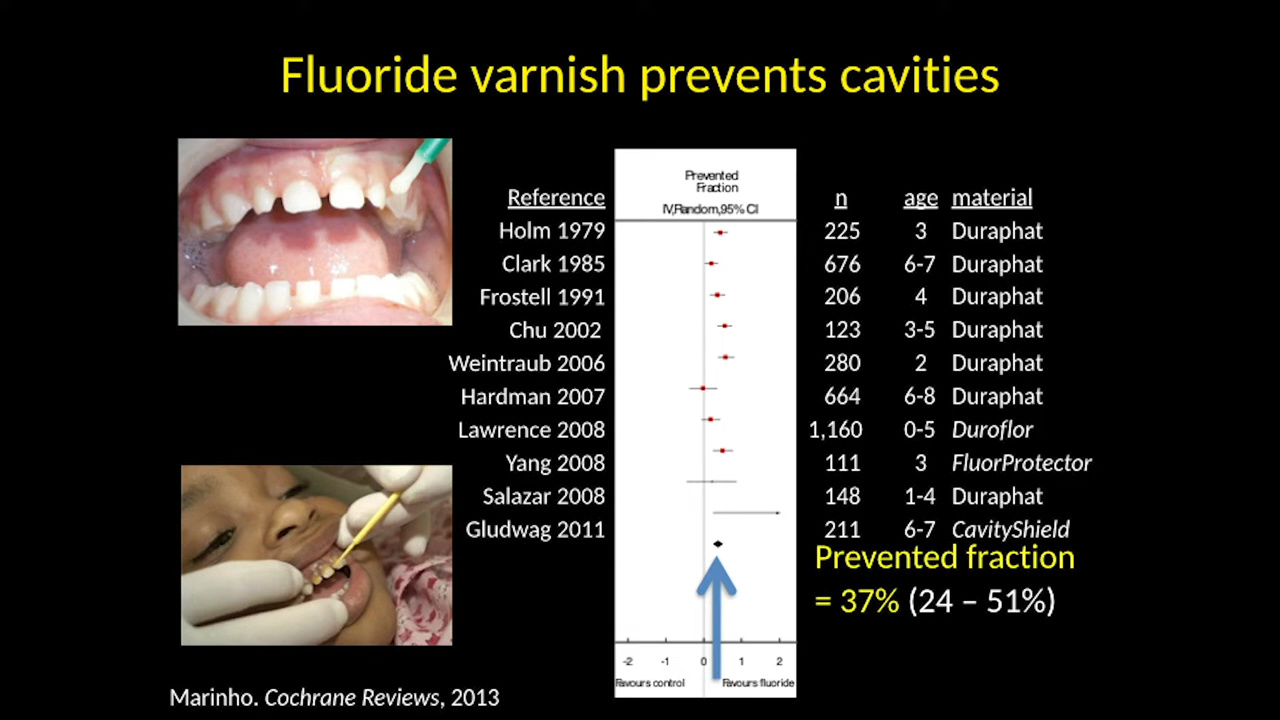 Fluoride varnish prevents cavities
Prevented
Fraction
IV,Random,95% CI
Reference n age material
Holm 1979 225 3 Duraphat
Clark 1985 676 6-7 Duraphat
Frostell 1991 206 4 Duraphat
Chu 2002 123 3-5 Duraphat
Weintraub 2006 280 2 Duraphat
Hardman 2007 664 6-8 Duraphat
Lawrence 2008 1,160 0-5 Duroflor
Yang 2008 111 3 FluorProtector
Salazar 2008 148 1-4 Duraphat
Gludwag 2011 211 6-7 CavityShield
Prevented fraction
= 37% (24 – 51%)
-2 -1 0 1 2
Favours control Favours fluoride
Marinho. Cochrane Reviews, 2013